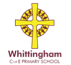 Whittingham
C of E PRIMARY SCHOOL